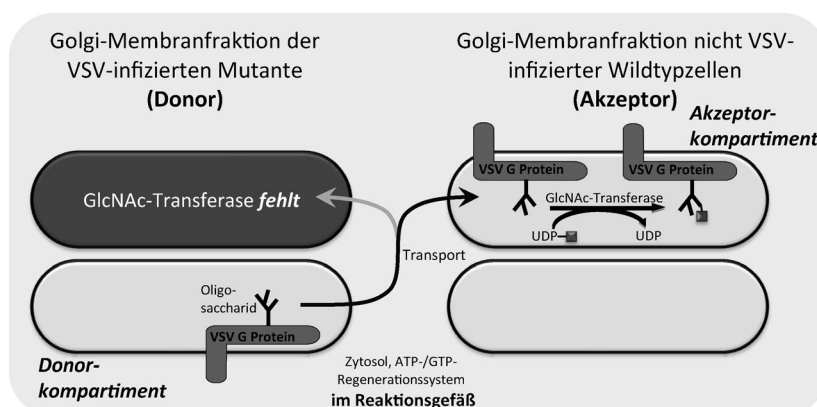 Golgi-Membranfraktion der
VSV-infizierten Mutante
(Donor)
Golgi-Membranfraktion nicht VSV-
infizierter Wildtypzellen
(Akzeptor)
Akzeptor-
kompartiment
VSV G Protein
VSV G Protein
GlcNAc-Transferase fehlt
GlcNAc-Transferase
UDP
UDP
Transport
Oligo-
saccharid
VSV G Protein
Donor-
kompartiment
Zytosol, ATP-/GTP-
Regenerationssystem
im Reaktionsgefäß